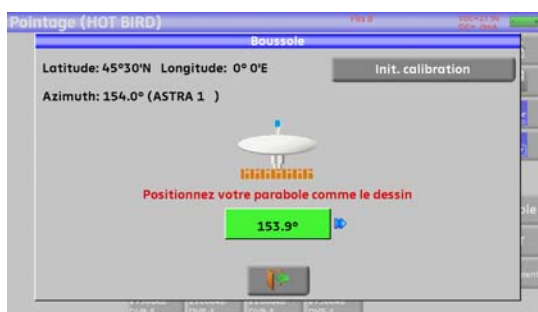 Pointage (HOT BIRD)
Boussole
Latitude: 45°30'N Longitude: 0° 0'E
Init. calibration
Azimuth: 154.0° (ASTRA 1 )
Positionnez votre parabole comme le dessin
153.9°